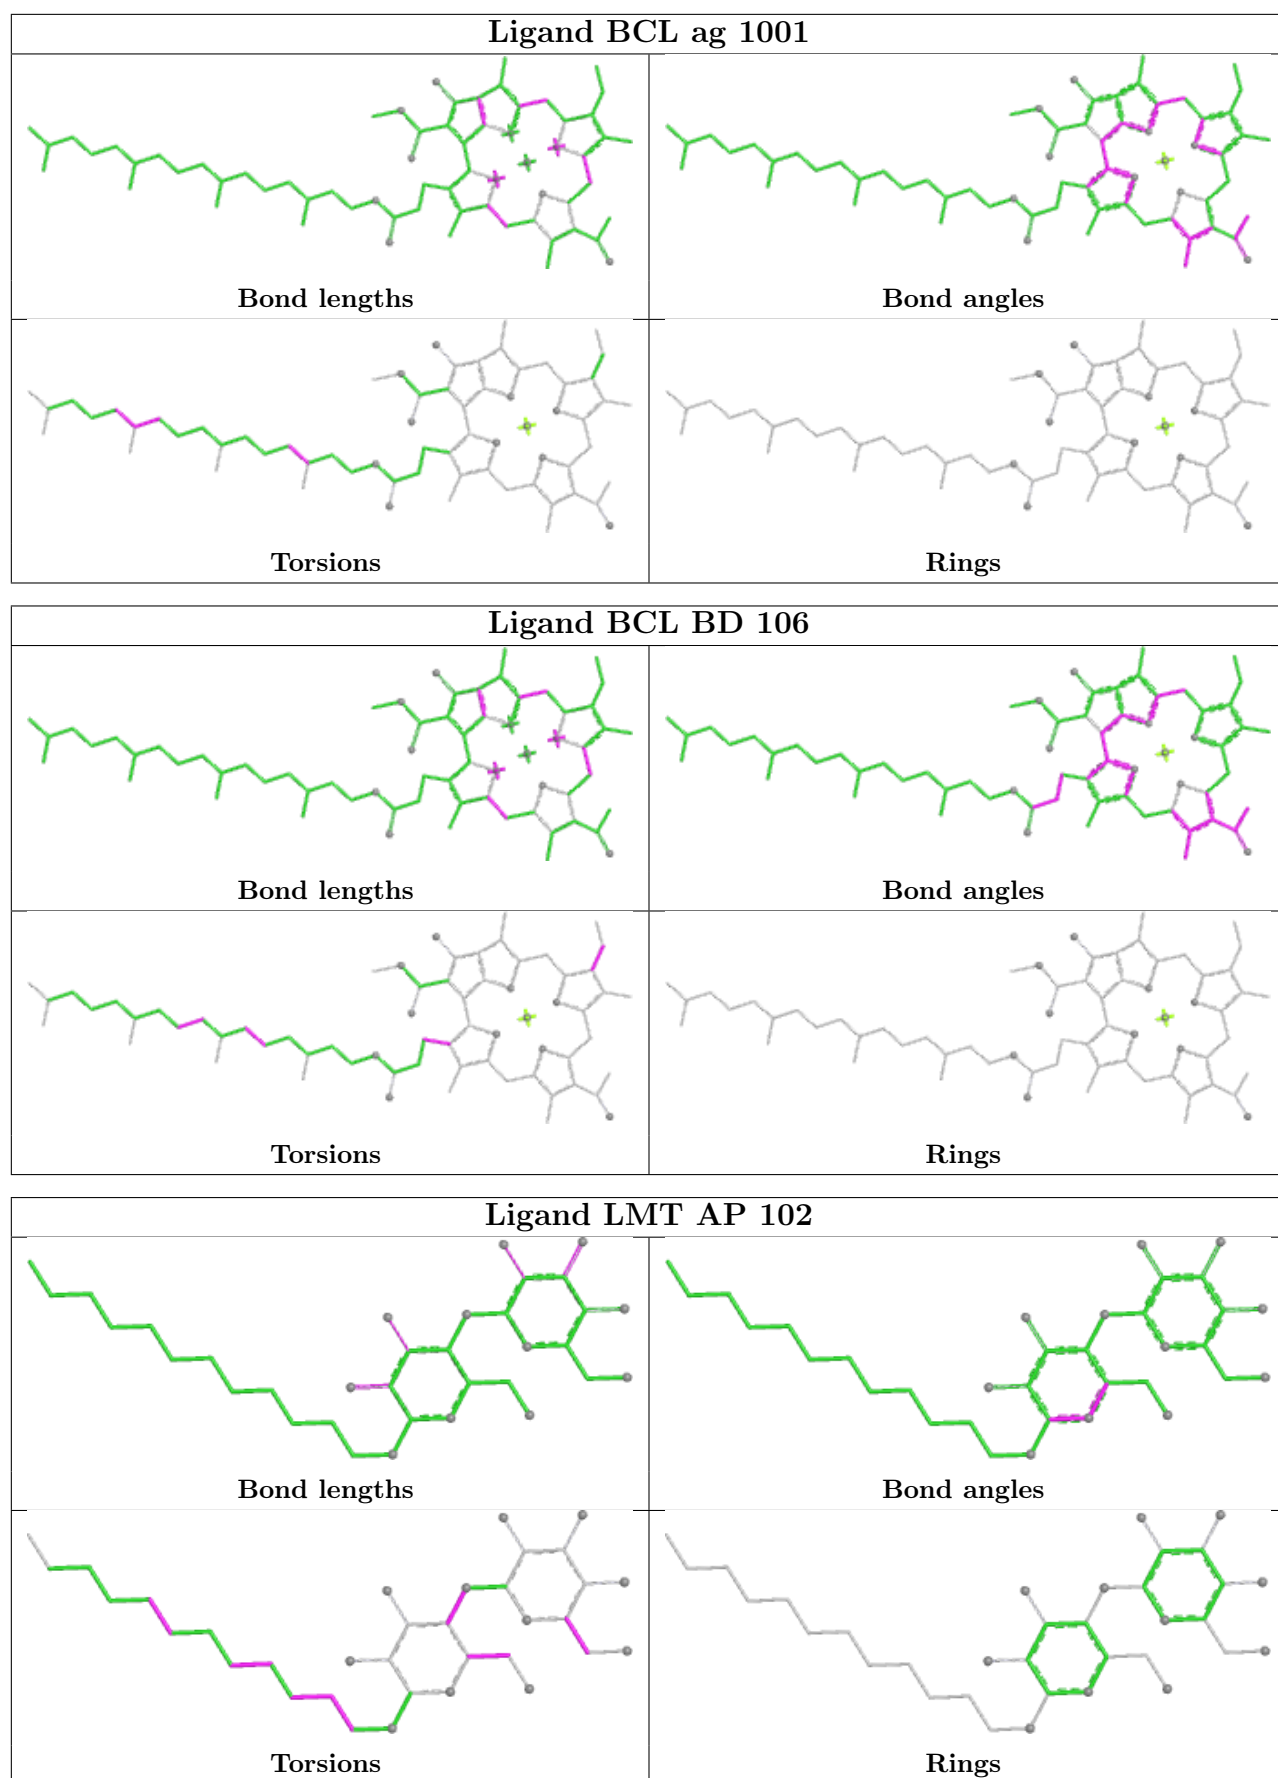 Ligand BCL ag 1001
Bond lengths
Bond angles
Torsions
Rings
Ligand BCL BD 106
Bond lengths
Bond angles
Torsions
Rings
Ligand LMT AP 102
Bond lengths
Bond angles
Torsions
Rings